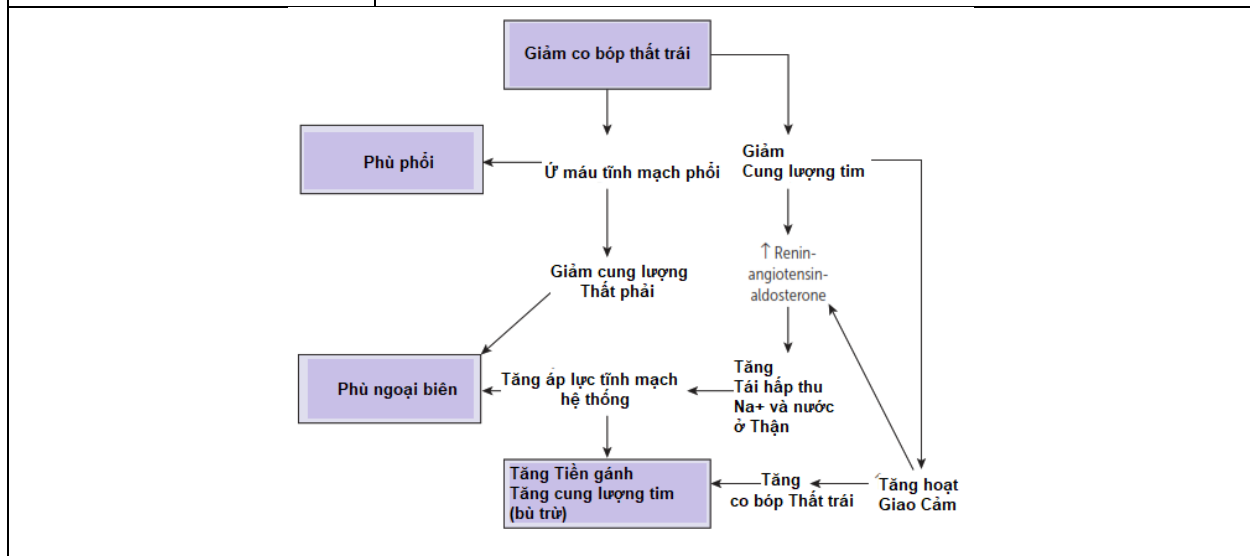 Giảm co bóp thất trái
Phù phổi
Ứ máu tĩnh mạch phổi
Giảm
Cung lượng tim
↑ Renin-
angiotensin-
aldosterone
Giảm cung lượng
Thất phải
Phù ngoại biên
Tăng áp lực tĩnh mạch
hệ thống
Tăng
Tái hấp thu
Na+ và nước
ở Thận
Tăng Tiền gánh
Tăng cung lượng tim
(bù trừ)
Tăng
co bóp Thất trái
Tăng hoạt
Giao Cảm